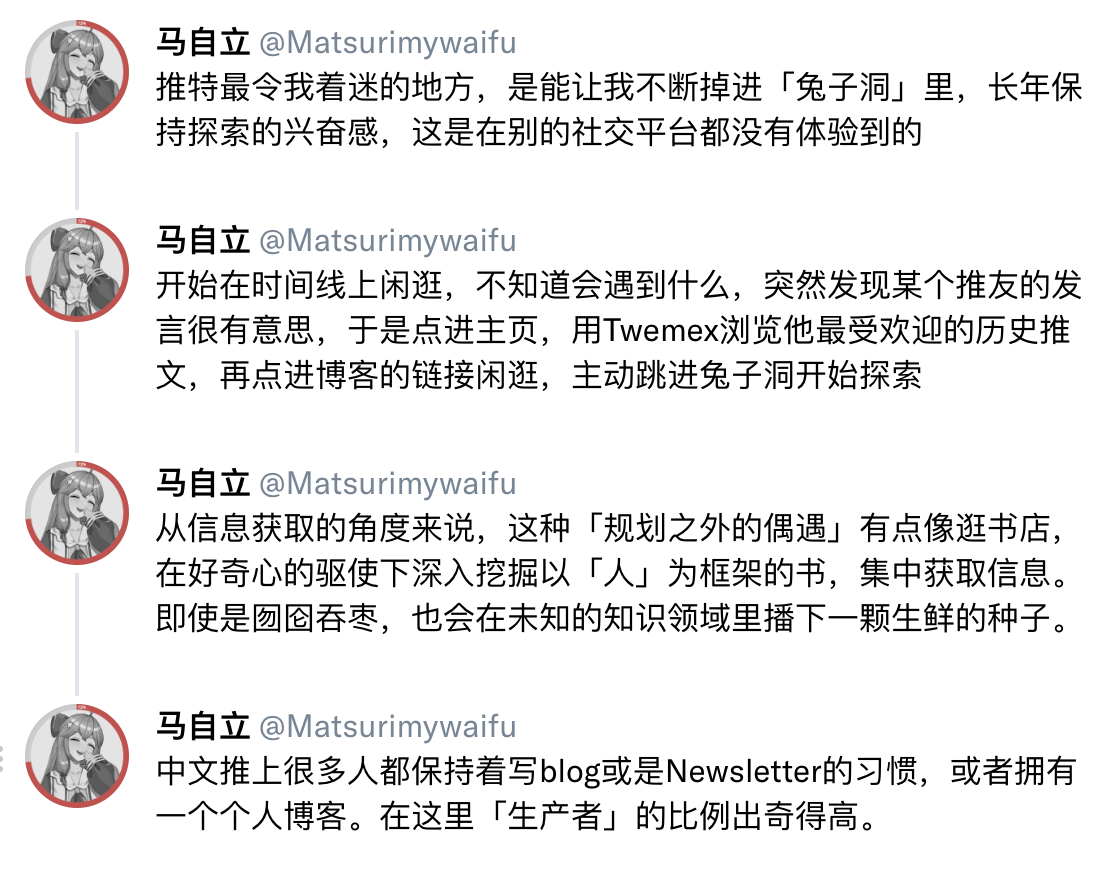 马自立 @Matsurimywaifu
推特最令我着迷的地方，是能让我不断掉进「兔子洞」里，长年保
持探索的兴奋感，这是在别的社交平台都没有体验到的
马自立 @Matsurimywaifu
开始在时间线上闲逛，不知道会遇到什么，突然发现某个推友的发
言很有意思，于是点进主页，用Twemex浏览他最受欢迎的历史推
文，再点进博客的链接闲逛，主动跳进兔子洞开始探索
马自立 @Matsurimywaifu
从信息获取的角度来说，这种「规划之外的偶遇」有点像逛书店，
在好奇心的驱使下深入挖掘以「人」为框架的书，集中获取信息。
即使是囫囵吞枣，也会在未知的知识领域里播下一颗生鲜的种子。
马自立 @Matsurimywaifu
中文推上很多人都保持着写blog或是Newsletter的习惯，或者拥有
一个个人博客。在这里「生产者」的比例出奇得高。